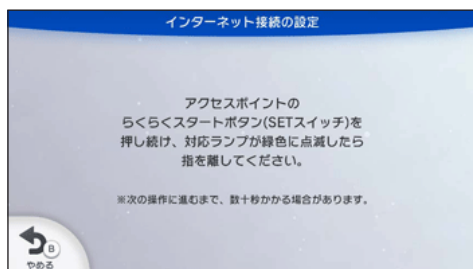 インターネット接続の設定
アクセスポイントの
らくらくスタートボタン(SETスイッチ)を
押し続け、対応ランプが緑色に点滅したら
指を離してください。
※次の操作に進むまで、数十秒かかる場合があります。
B
やめる